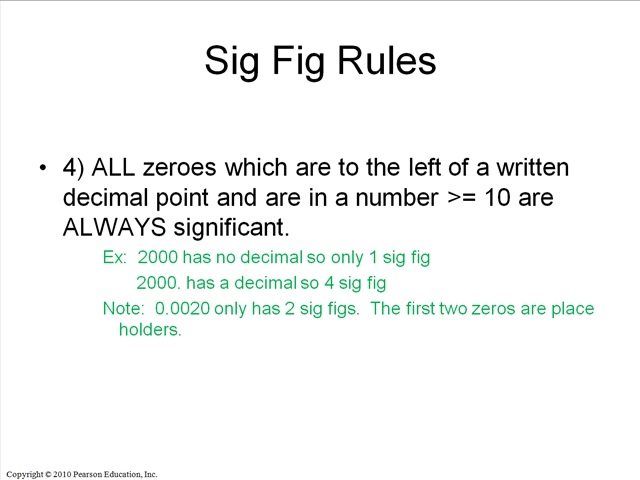 Sig Fig Rules
• 4) ALL zeroes which are to the left of a written
decimal point and are in a number >= 10 are
ALWAYS significant.
Ex:  2000 has no decimal so only 1 sig fig
2000. has a decimal so 4 sig fig
Note:  0.0020 only has 2 sig figs.  The first two zeros are place
holders.
Copyright © 2010 Pearson Education, Inc.